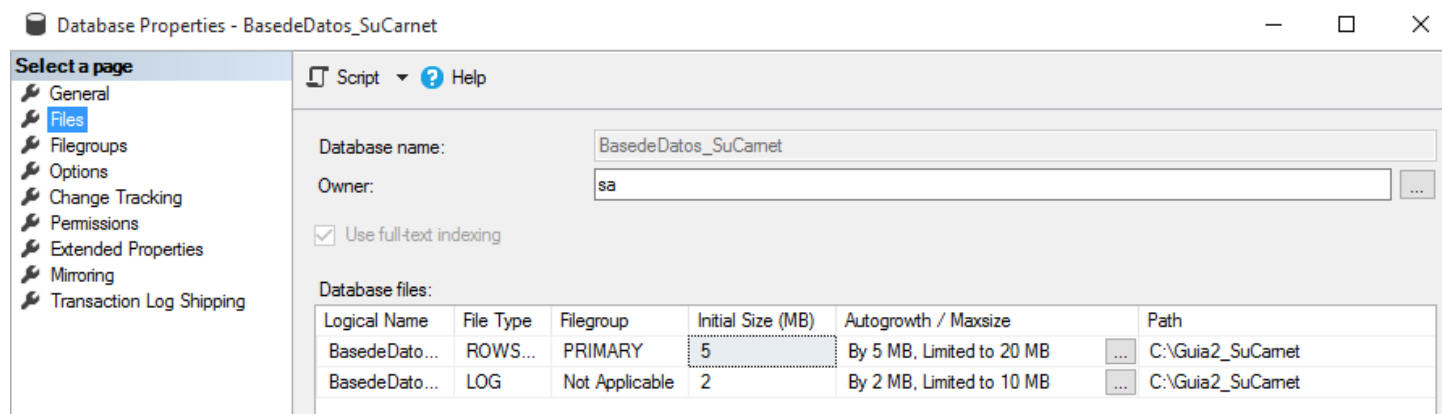 Database Properties - BasedeDatos_SuCarnet
Select a page
General
Files
Filegroups
Options
Change Tracking
Permissions
Extended Properties
Mirroring
Transaction Log Shipping
Script ? Help
Database name: BasedeDatos_SuCarnet
Owner: sa ...
Use full-text indexing
Database files:
Logical Name File Type Filegroup Initial Size (MB) Autogrowth / Maxsize Path
BasedeDato... ROWS... PRIMARY 5 By 5 MB, Limited to 20 MB ... C:\Guia2_SuCarnet
BasedeDato... LOG Not Applicable 2 By 2 MB, Limited to 10 MB ... C:\Guia2_SuCarnet